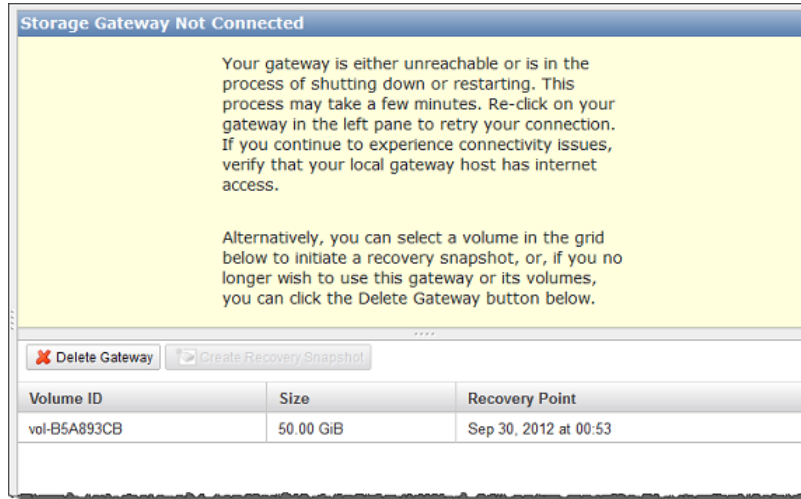 Storage Gateway Not Connected
Your gateway is either unreachable or is in the
process of shutting down or restarting. This
process may take a few minutes. Re-click on your
gateway in the left pane to retry your connection.
If you continue to experience connectivity issues,
verify that your local gateway host has internet
access.
Alternatively, you can select a volume in the grid
below to initiate a recovery snapshot, or, if you no
longer wish to use this gateway or its volumes,
you can click the Delete Gateway button below.
Delete Gateway Create Recovery Snapshot
Volume ID Size Recovery Point
vol-B5A893CB 50.00 GiB Sep 30, 2012 at 00:53